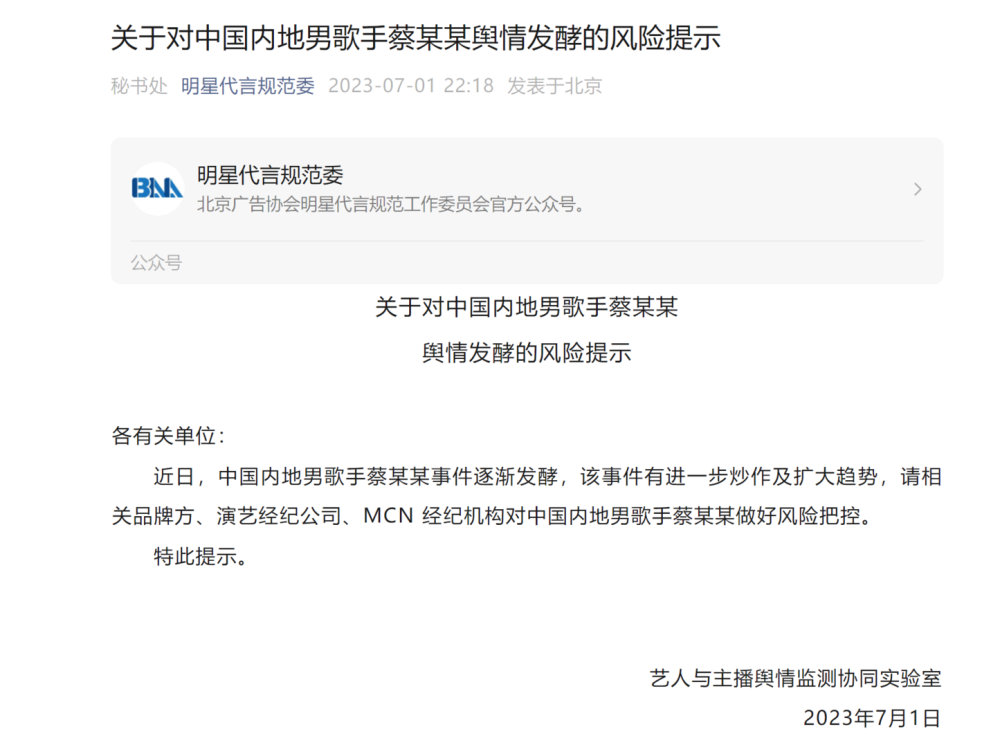 关于对中国内地男歌手蔡某某舆情发酵的风险提示
秘书处 明星代言规范委 2023-07-01 22:18 发表于北京
BNA
明星代言规范委
北京广告协会明星代言规范工作委员会官方公众号。
公众号
关于对中国内地男歌手蔡某某
舆情发酵的风险提示
各有关单位：
近日，中国内地男歌手蔡某某事件逐渐发酵，该事件有进一步炒作及扩大趋势，请相
关品牌方、演艺经纪公司、MCN 经纪机构对中国内地男歌手蔡某某做好风险把控。
特此提示。
艺人与主播舆情监测协同实验室
2023年7月1日